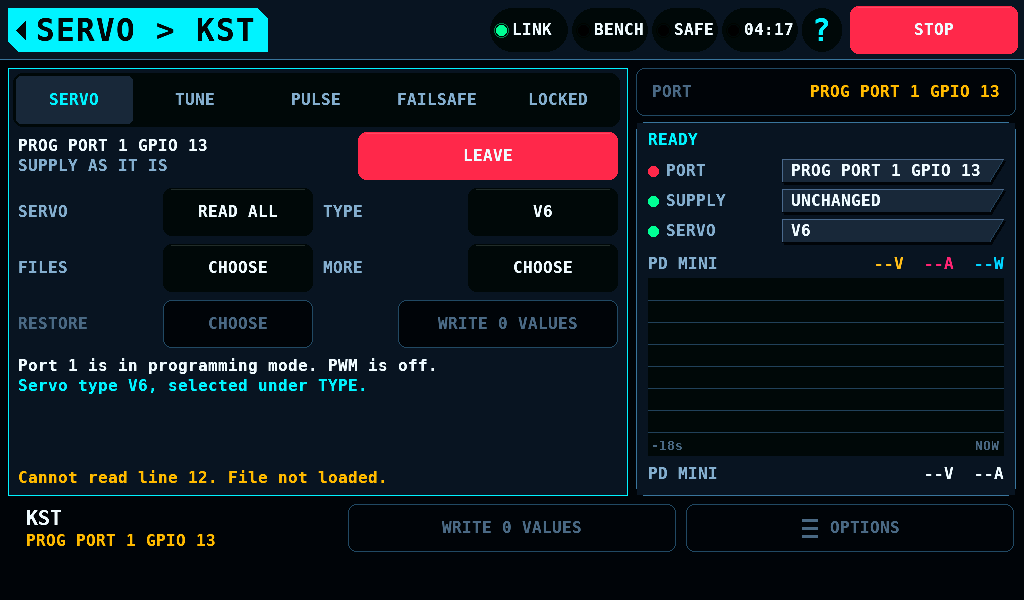 SERVO > KST
LINK
BENCH
SAFE
04:17
?
STOP
SERVO
TUNE
PULSE
FAILSAFE
LOCKED
PROG PORT 1 GPIO 13
SUPPLY AS IT IS
LEAVE
SERVO
READ ALL
TYPE
V6
FILES
CHOOSE
MORE
CHOOSE
RESTORE
CHOOSE
WRITE 0 VALUES
Port 1 is in programming mode. PWM is off.
Servo type V6, selected under TYPE.
Cannot read line 12. File not loaded.
PORT
PROG PORT 1 GPIO 13
READY
PORT
PROG PORT 1 GPIO 13
SUPPLY
UNCHANGED
SERVO
V6
PD MINI
--V
--A
--W
-18s
NOW
PD MINI
--V
--A
KST
PROG PORT 1 GPIO 13
WRITE 0 VALUES
OPTIONS